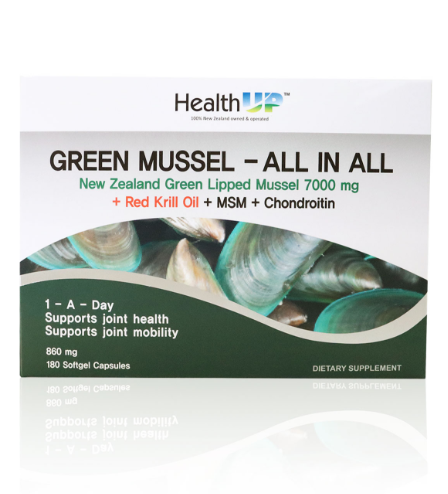 HealthUP™
100% New Zealand owned & operated
GREEN MUSSEL – ALL IN ALL
New Zealand Green Lipped Mussel 7000 mg
+ Red Krill Oil + MSM + Chondroitin
1 - A - Day
Supports joint health
Supports joint mobility
860 mg
180 Softgel Capsules
DIETARY SUPPLEMENT